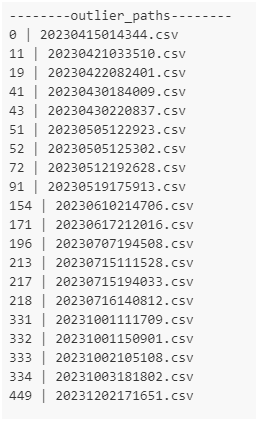 --------outlier_paths--------
0 | 20230415014344.csv
11 | 20230421033510.csv
19 | 20230422082401.csv
41 | 20230430184009.csv
43 | 20230430220837.csv
51 | 20230505122923.csv
52 | 20230505125302.csv
72 | 20230512192628.csv
91 | 20230519175913.csv
154 | 20230610214706.csv
171 | 20230617212016.csv
196 | 20230707194508.csv
213 | 20230715111528.csv
217 | 20230715194033.csv
218 | 20230716140812.csv
331 | 20231001111709.csv
332 | 20231001150901.csv
333 | 20231002105108.csv
334 | 20231003181802.csv
449 | 20231202171651.csv